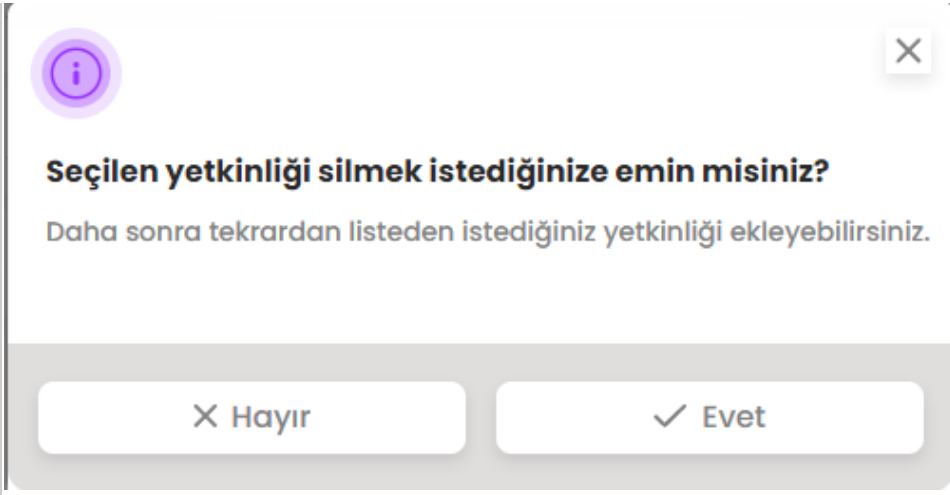 Seçilen yetkinliği silmek istediğinize emin misiniz?
Daha sonra tekrardan listeden istediğiniz yetkinliği ekleyebilirsiniz.
Hayır
Evet